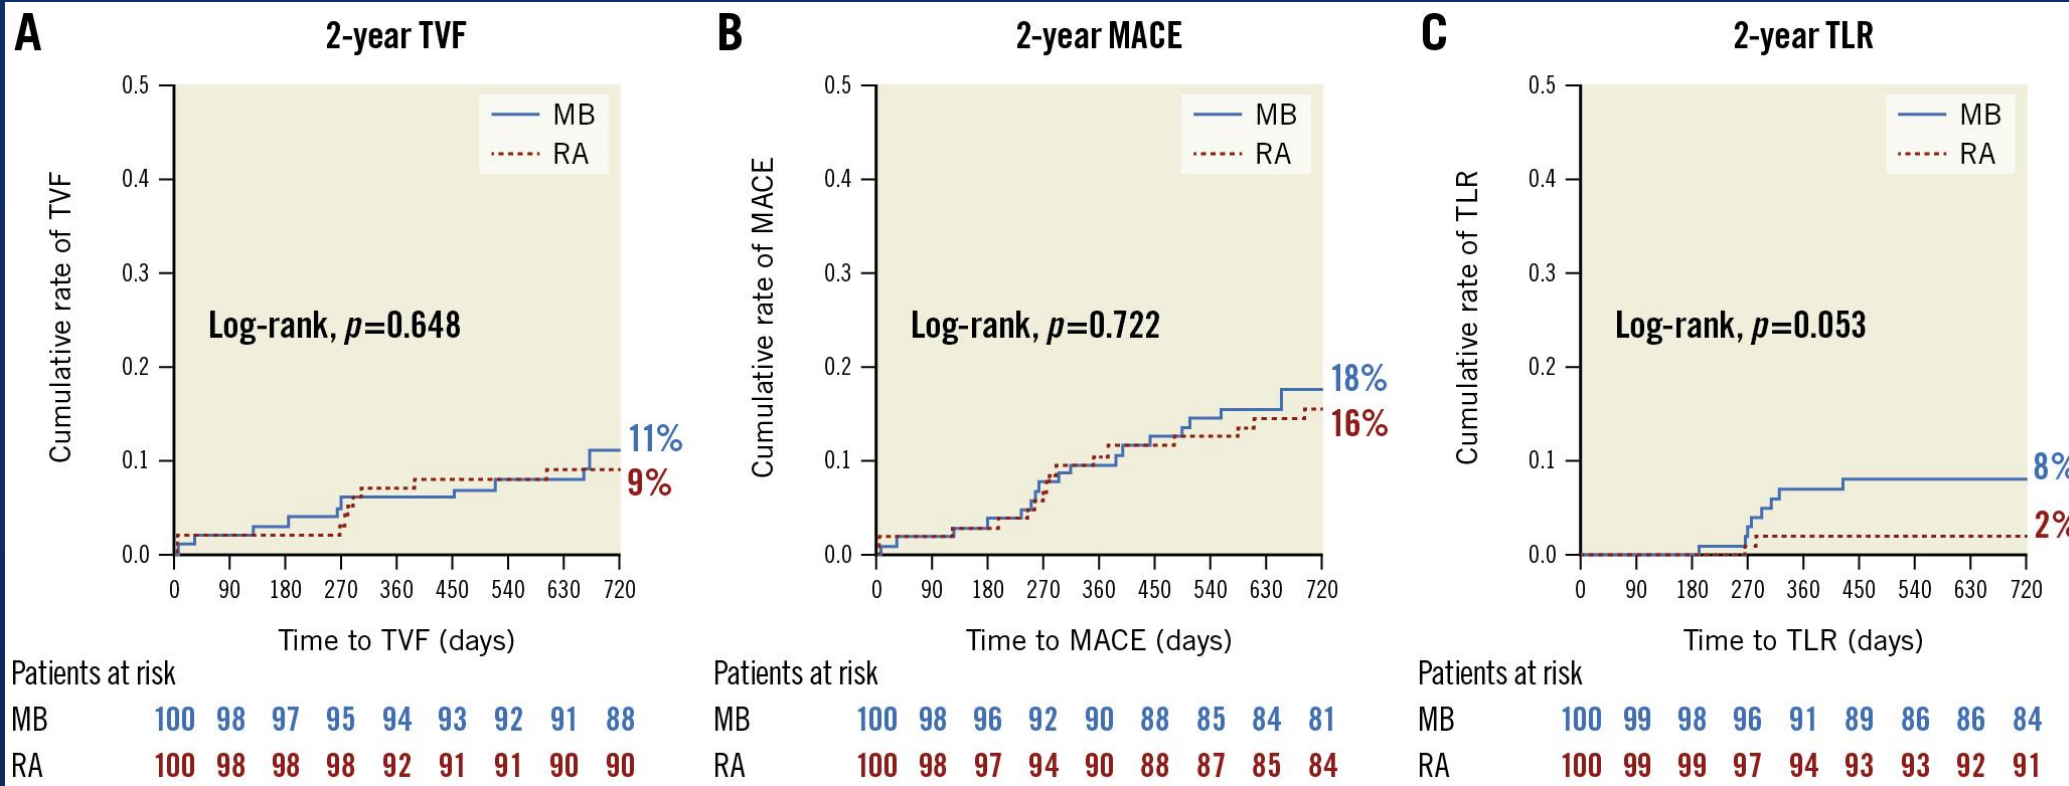 A 2-year TVF
0.5
0.4
0.3
0.2
0.1
0.0
Cumulative rate of TVF
MB
RA
Log-rank, p=0.648
11%
9%
0 90 180 270 360 450 540 630 720
Time to TVF (days)
Patients at risk
MB 100 98 97 95 94 93 92 91 88
RA 100 98 98 98 92 91 91 90 90
B 2-year MACE
0.5
0.4
0.3
0.2
0.1
0.0
Cumulative rate of MACE
MB
RA
Log-rank, p=0.722
18%
16%
0 90 180 270 360 450 540 630 720
Time to MACE (days)
Patients at risk
MB 100 98 96 92 90 88 85 84 81
RA 100 98 97 94 90 88 87 85 84
C 2-year TLR
0.5
0.4
0.3
0.2
0.1
0.0
Cumulative rate of TLR
MB
RA
Log-rank, p=0.053
8%
2%
0 90 180 270 360 450 540 630 720
Time to TLR (days)
Patients at risk
MB 100 99 98 96 91 89 86 86 84
RA 100 99 99 97 94 93 93 92 91